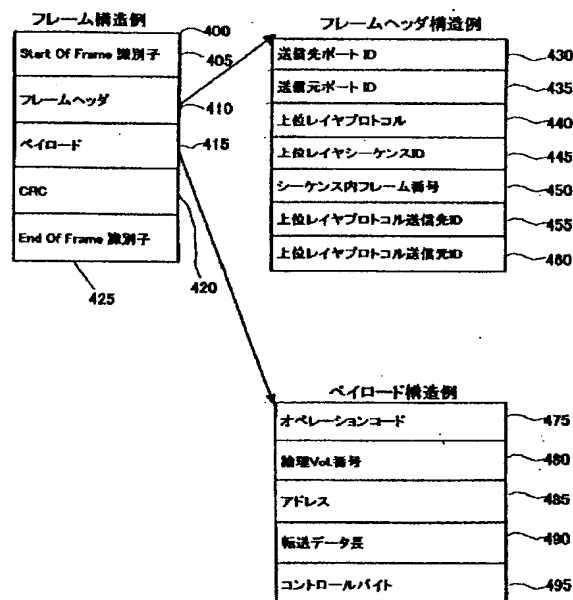 フレーム構造例
400
Start Of Frame 識別子
405
フレームヘッダ
410
ペイロード
415
CRC
420
End Of Frame 識別子
425
フレームヘッダ構造例
送信先ポートID
430
送信元ポートID
435
上位レイヤプロトコル
440
上位レイヤシーケンスID
445
シーケンス内フレーム番号
450
上位レイヤプロトコル送信先ID
455
上位レイヤプロトコル送信元ID
460
ペイロード構造例
オペレーションコード
475
論理Vol.番号
480
アドレス
485
転送データ長
490
コントロールバイト
495